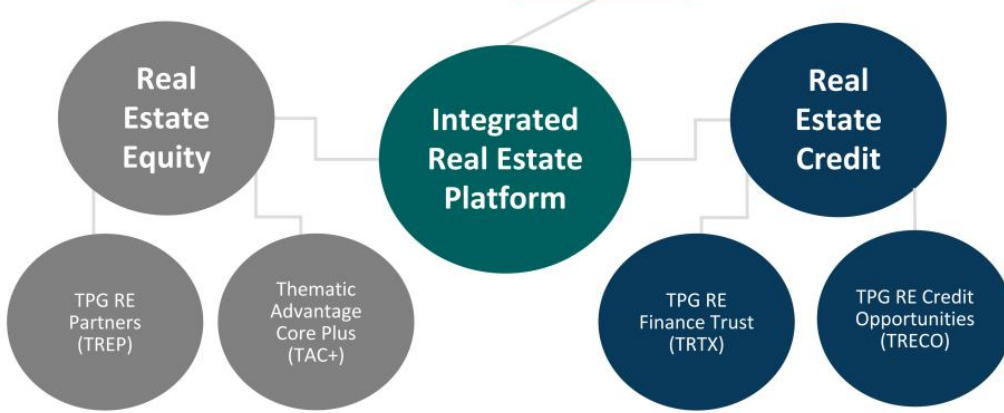 Real
Estate
Equity
Integrated
Real Estate
Platform
Real
Estate
Credit
TPG RE
Partners
(TREP)
Thematic
Advantage
Core Plus
(TAC+)
TPG RE
Finance Trust
(TRTX)
TPG RE Credit
Opportunities
(TRECO)